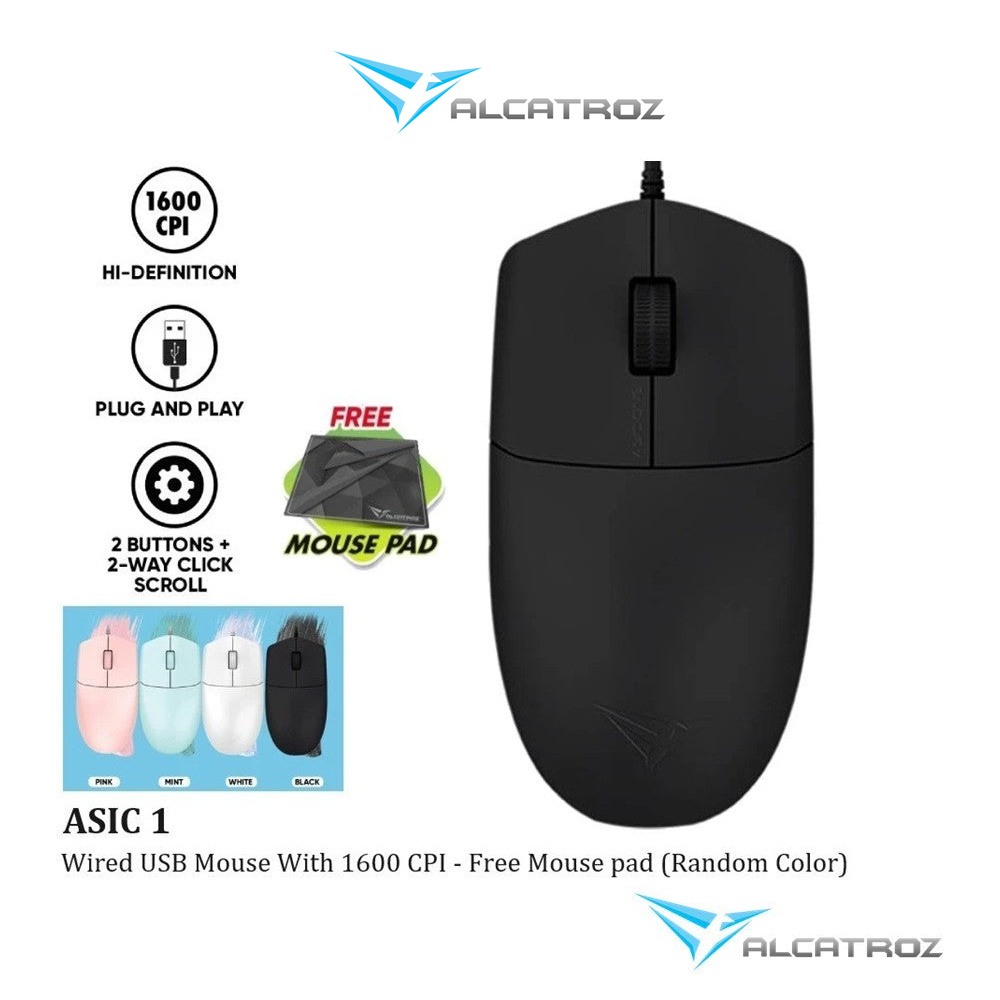 ALCATROZ
1600
CPI
HI-DEFINITION
PLUG AND PLAY
2 BUTTONS +
2-WAY CLICK
SCROLL
FREE
ALCATROZ
MOUSE PAD
PINK
MINT
WHITE
BLACK
ASIC 1
Wired USB Mouse With 1600 CPI - Free Mouse pad (Random Color)
ALCATROZ